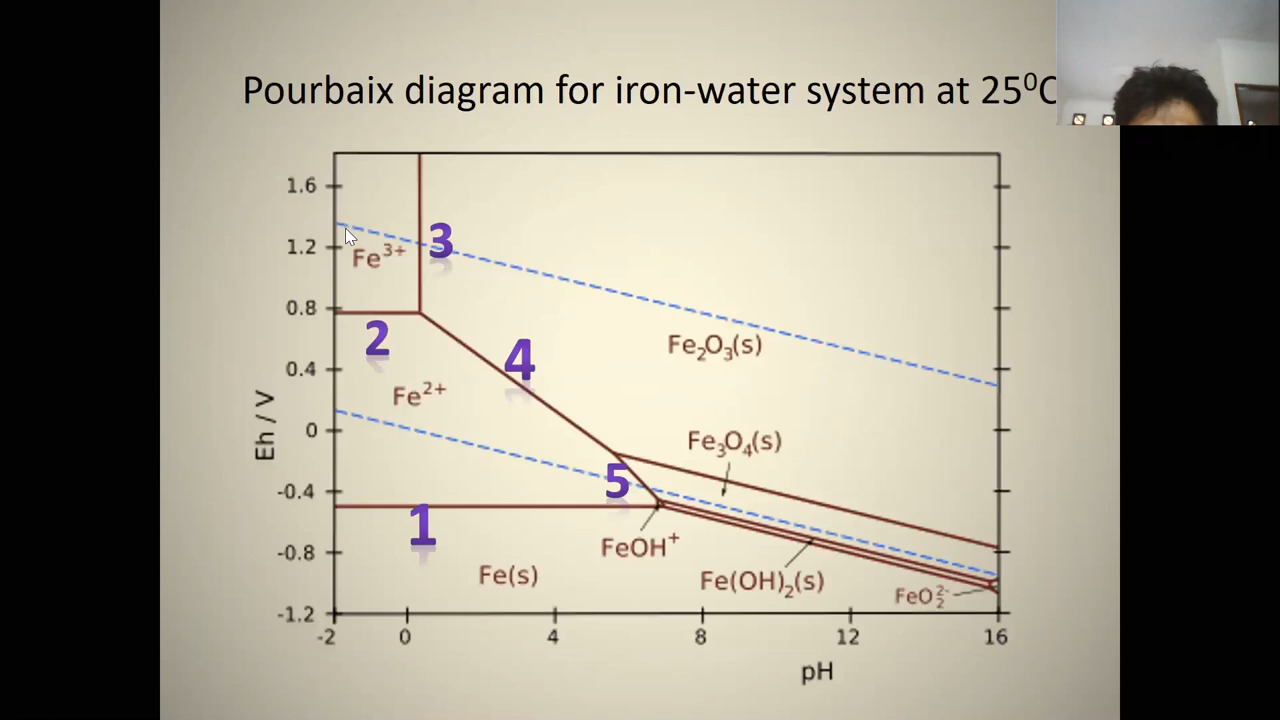 Pourbaix diagram for iron-water system at 25⁰C
1.6
1.2
0.8
0.4
0
-0.4
-0.8
-1.2
Eh / V
-2
0
4
8
12
16
pH
3
Fe³⁺
2
4
Fe₂O₃(s)
Fe²⁺
Fe₃O₄(s)
5
1
FeOH⁺
Fe(s)
Fe(OH)₂(s)
FeO₂²⁻